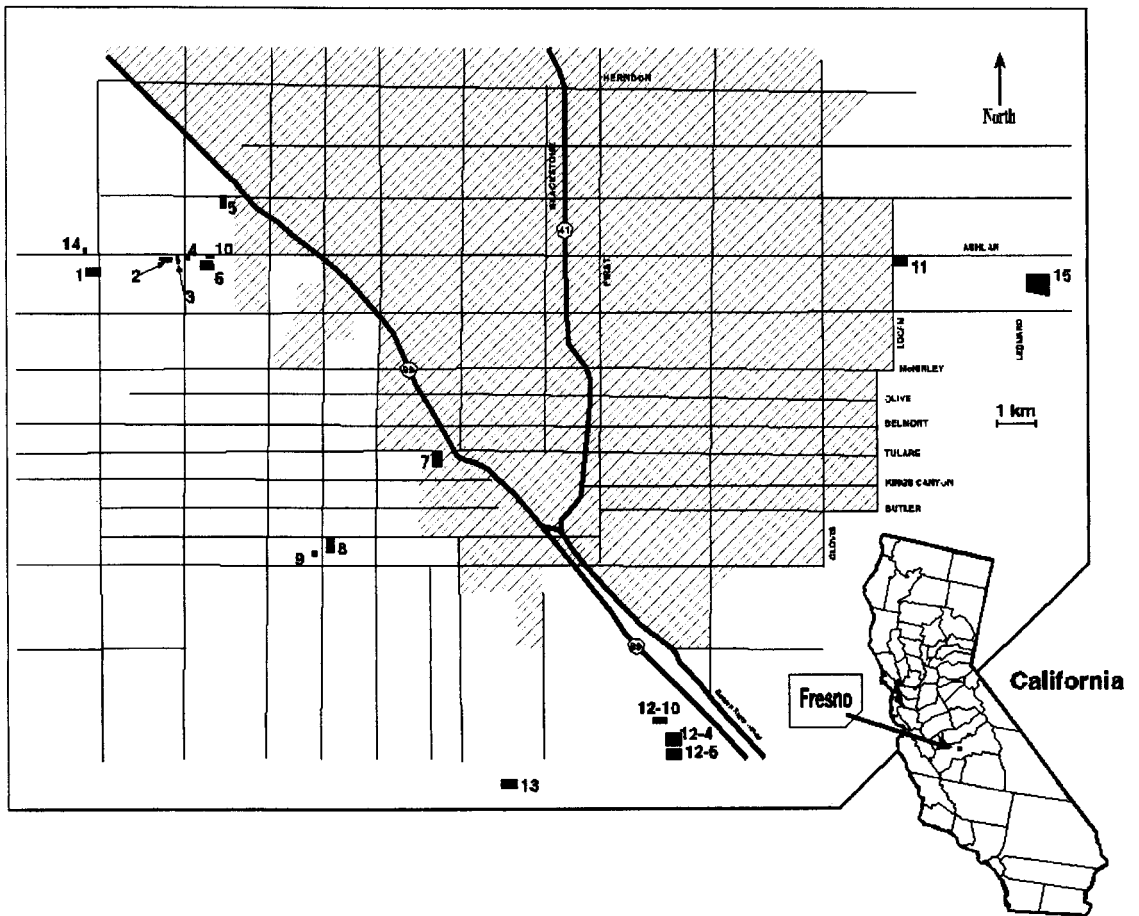 HERNDON
North
BLACKSTONE
41
FIRST
5
14
4
10
1
2
6
3
ASHLAN
11
15
LEONARD
99
McKINLEY
OLIVE
1 km
BELMONT
7
TULARE
KINGS CANYON
BUTLER
CLOVIS
9
8
99
California
Fresno
12-10
12-4
12-5
13